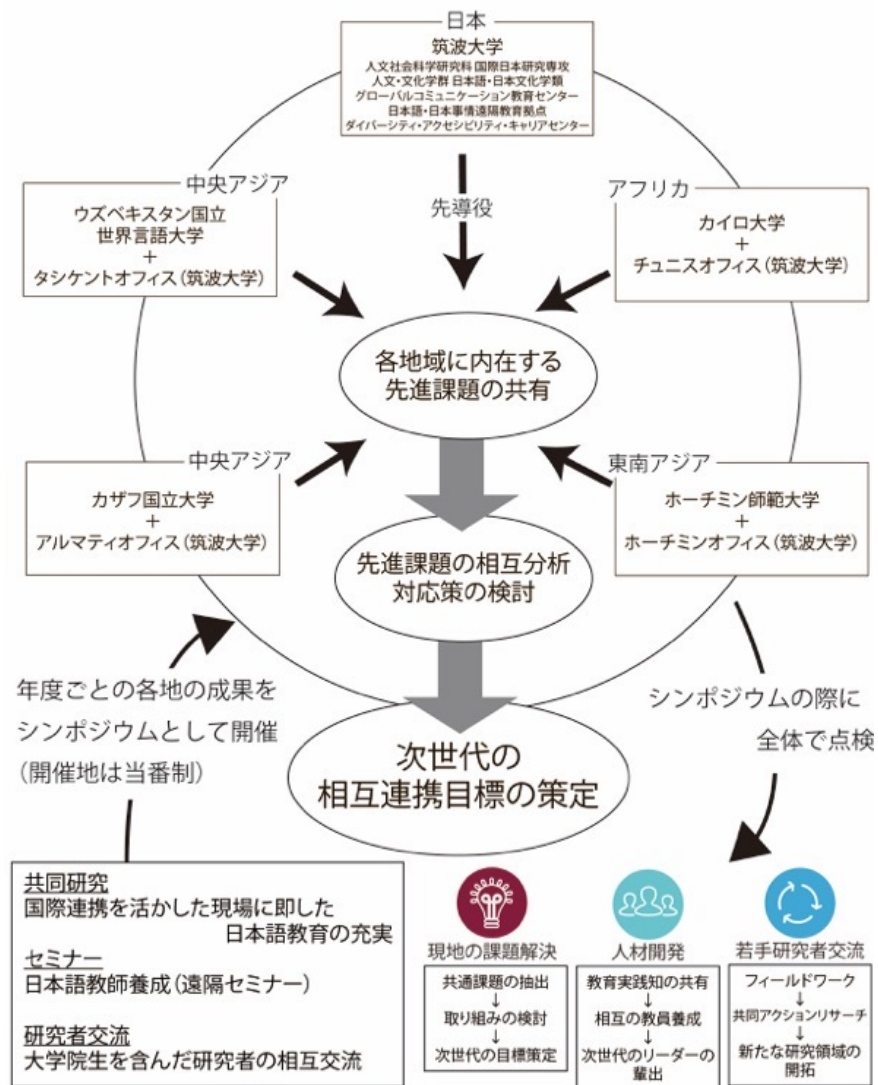 日本
筑波大学
人文社会科学研究科 国際日本研究専攻
人文・文化学群 日本語・日本文化学類
グローバルコミュニケーション教育センター
日本語・日本事情遠隔教育拠点
ダイバーシティ・アクセシビリティ・キャリアセンター
先導役
中央アジア
ウズベキスタン国立
世界言語大学
+
タシケントオフィス(筑波大学)
アフリカ
カイロ大学
+
チュニスオフィス(筑波大学)
各地域に内在する
先進課題の共有
中央アジア
カザフ国立大学
+
アルマティオフィス(筑波大学)
東南アジア
ホーチミン師範大学
+
ホーチミンオフィス(筑波大学)
先進課題の相互分析
対応策の検討
年度ごとの各地の成果を
シンポジウムとして開催
(開催地は当番制)
シンポジウムの際に
全体で点検
次世代の
相互連携目標の策定
共同研究
国際連携を活かした現場に即した
日本語教育の充実
セミナー
日本語教師養成(遠隔セミナー)
研究者交流
大学院生を含んだ研究者の相互交流
現地の課題解決
共通課題の抽出
↓
取り組みの検討
↓
次世代の目標策定
人材開発
教育実践知の共有
↓
相互の教員養成
↓
次世代のリーダーの
輩出
若手研究者交流
フィールドワーク
↓
共同アクションリサーチ
↓
新たな研究領域の
開拓